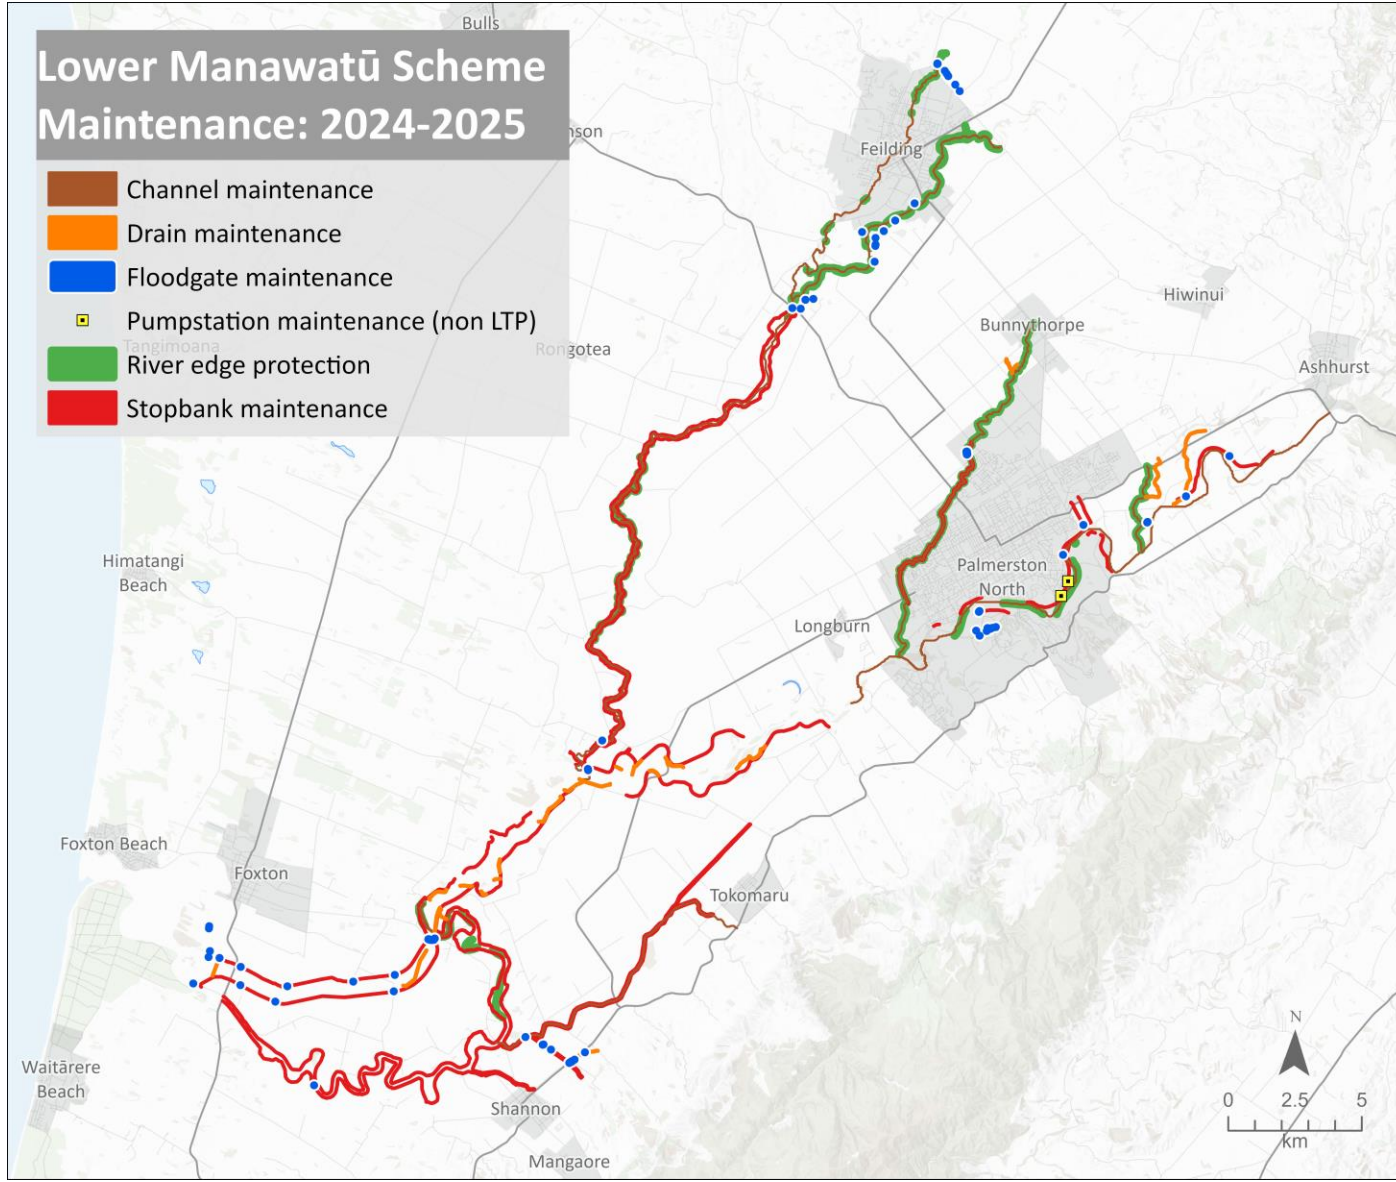 Bulls
Lower Manawatū Scheme
Maintenance: 2024-2025
nson
Channel maintenance
Drain maintenance
Floodgate maintenance
Pumpstation maintenance (non LTP)
Tangimoana
River edge protection
Stopbank maintenance
Rongotea
Feilding
Hiwinui
Bunnythorpe
Ashhurst
Himatangi
Beach
Palmerston
North
Longburn
Foxton Beach
Foxton
Tokomaru
Waitārere
Beach
Shannon
Mangaore
N
0 2.5 5
km